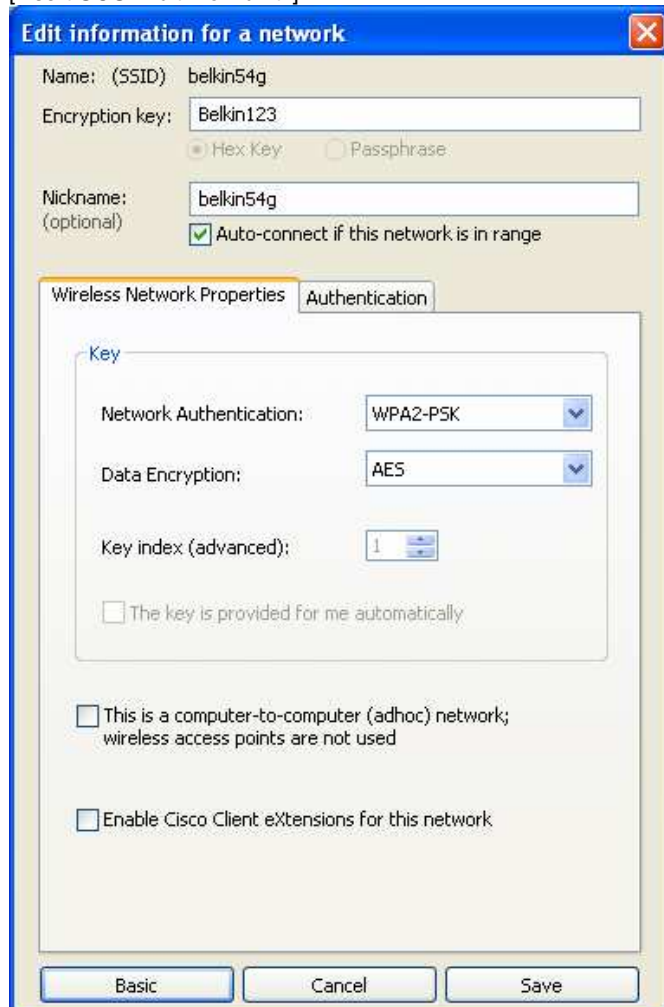 Edit information for a network
Name: (SSID) belkin54g
Encryption key: Belkin123
Hex Key Passphrase
Nickname: belkin54g
(optional)
Auto-connect if this network is in range
Wireless Network Properties Authentication
Key
Network Authentication: WPA2-PSK
Data Encryption: AES
Key index (advanced): 1
The key is provided for me automatically
This is a computer-to-computer (adhoc) network;
wireless access points are not used
Enable Cisco Client eXtensions for this network
Basic Cancel Save